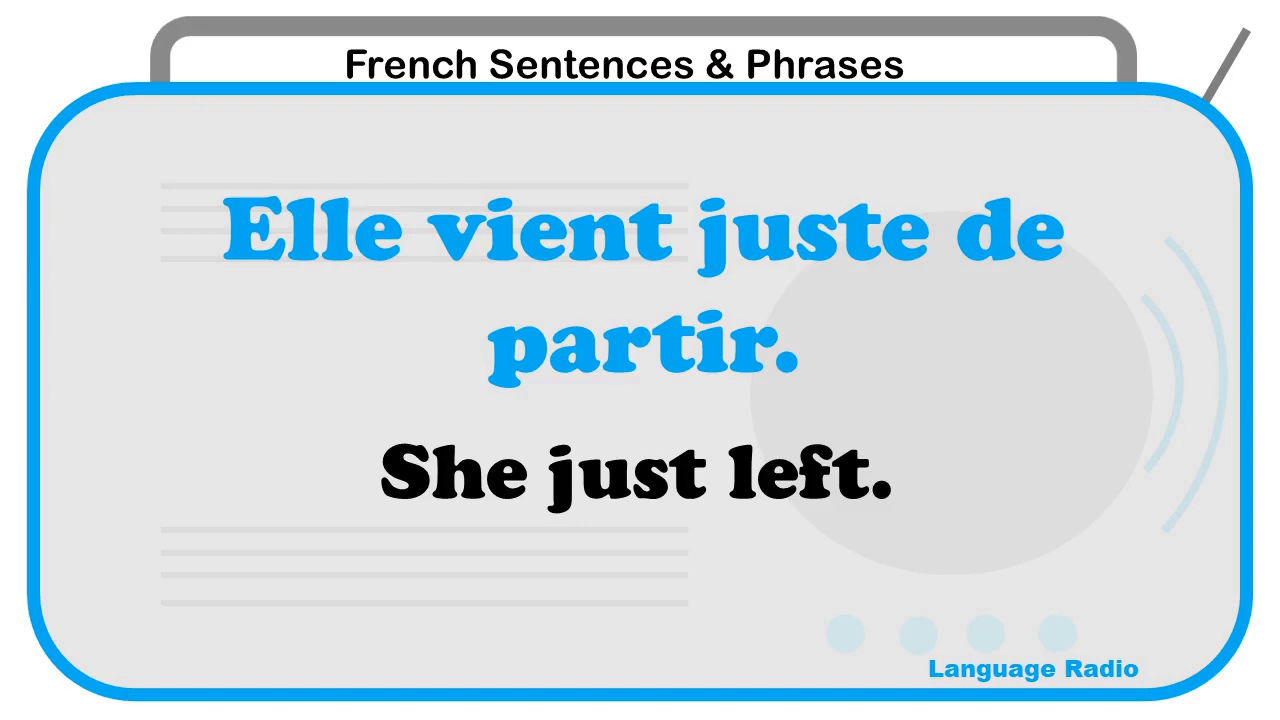 French Sentences & Phrases
Elle vient juste de
partir.
She just left.
Language Radio